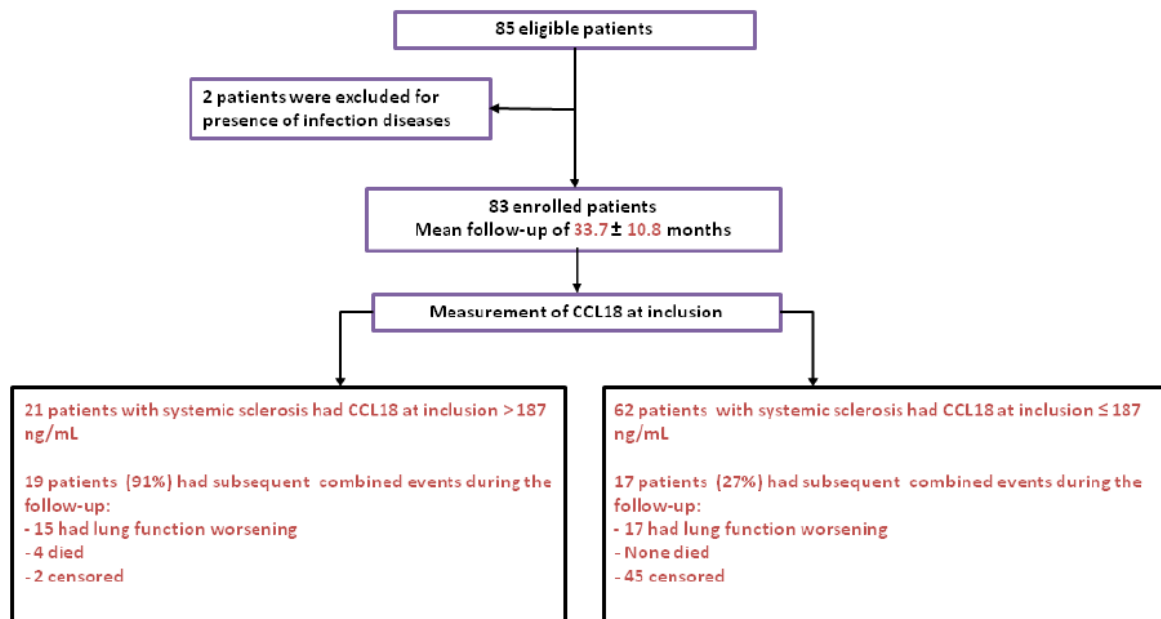 85 eligible patients
2 patients were excluded for
presence of infection diseases
83 enrolled patients
Mean follow-up of 33.7 ± 10.8 months
Measurement of CCL18 at inclusion
21 patients with systemic sclerosis had CCL18 at inclusion > 187
ng/mL
19 patients (91%) had subsequent combined events during the
follow-up:
- 15 had lung function worsening
- 4 died
- 2 censored
62 patients with systemic sclerosis had CCL18 at inclusion ≤ 187
ng/mL
17 patients (27%) had subsequent combined events during the
follow-up:
- 17 had lung function worsening
- None died
- 45 censored